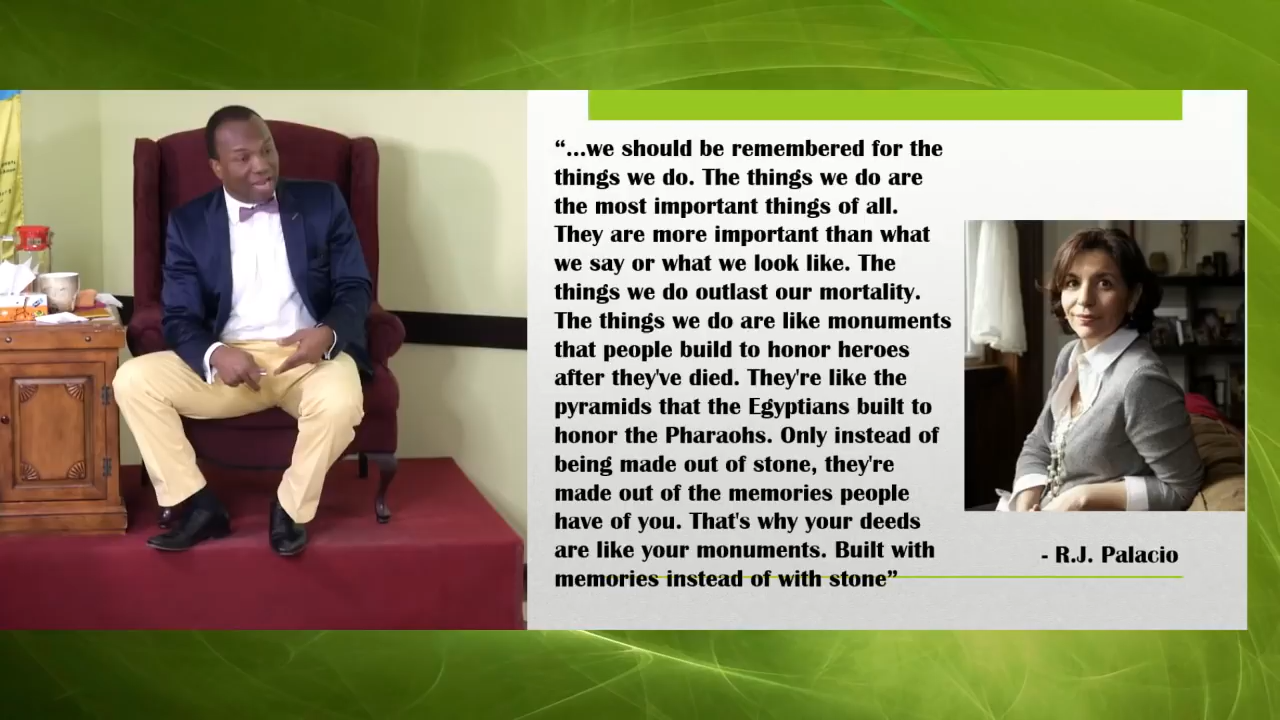 “...we should be remembered for the
things we do. The things we do are
the most important things of all.
They are more important than what
we say or what we look like. The
things we do outlast our mortality.
The things we do are like monuments
that people build to honor heroes
after they've died. They're like the
pyramids that the Egyptians built to
honor the Pharaohs. Only instead of
being made out of stone, they're
made out of the memories people
have of you. That's why your deeds
are like your monuments. Built with
memories instead of with stone”
- R.J. Palacio